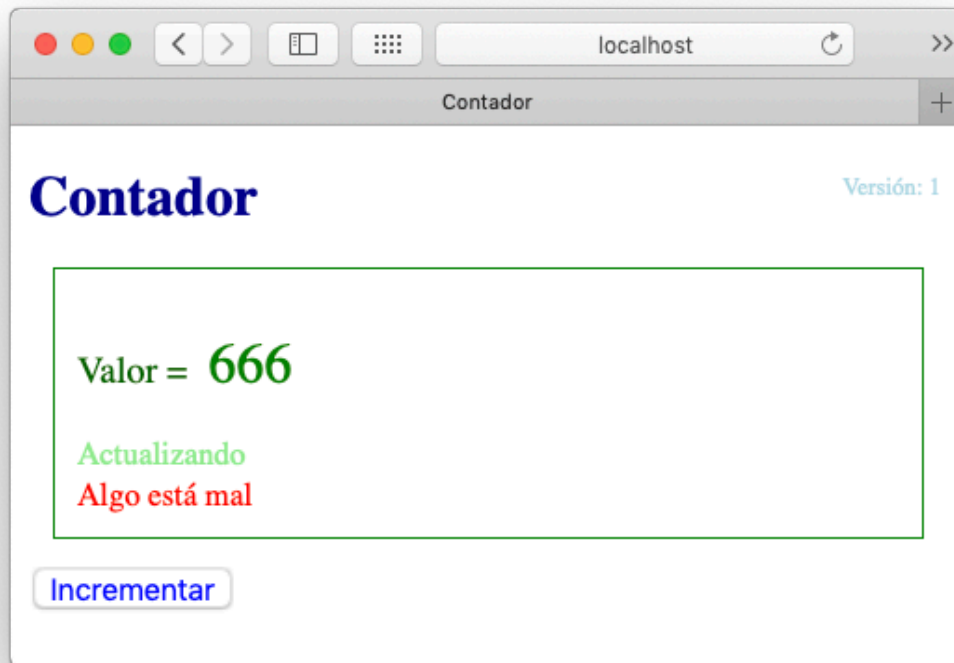 localhost
Contador
Contador
Versión: 1
Valor = 666
Actualizando
Algo está mal
Incrementar